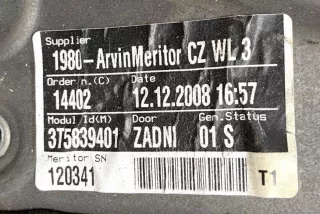 Supplier
1980-ArvinMeritor CZ WL 3
Order n.(C) Date
14402 12.12.2008 16:57
Modul Id(M) Door Gen.Status
3T5839401 ZADNI 01 S
Meritor SN
120341 T1